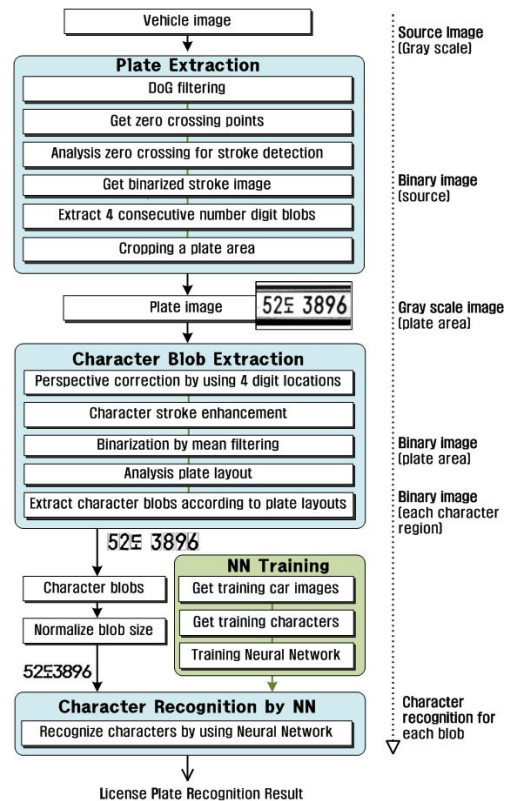 Vehicle image
Source Image
(Gray scale)
Plate Extraction
DoG filtering
Get zero crossing points
Analysis zero crossing for stroke detection
Get binarized stroke image
Binary image
(source)
Extract 4 consecutive number digit blobs
Cropping a plate area
Plate image
52도 3896
Gray scale image
(plate area)
Character Blob Extraction
Perspective correction by using 4 digit locations
Character stroke enhancement
Binarization by mean filtering
Binary image
(plate area)
Analysis plate layout
Extract character blobs according to plate layouts
Binary image
(each character
region)
52도 3896
Character blobs
Normalize blob size
52도3896
NN Training
Get training car images
Get training characters
Training Neural Network
Character Recognition by NN
Recognize characters by using Neural Network
Character
recognition for
each blob
License Plate Recognition Result